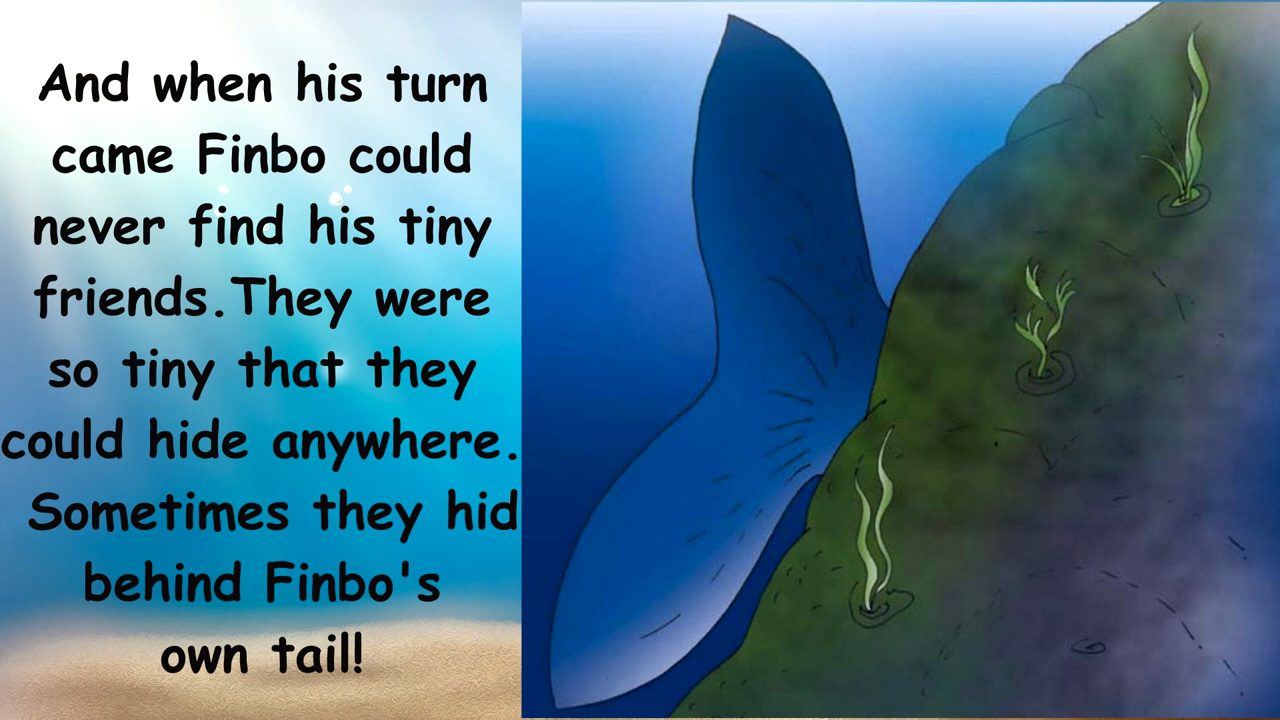 And when his turn
came Finbo could
never find his tiny
friends.They were
so tiny that they
could hide anywhere.
Sometimes they hid
behind Finbo's
own tail!